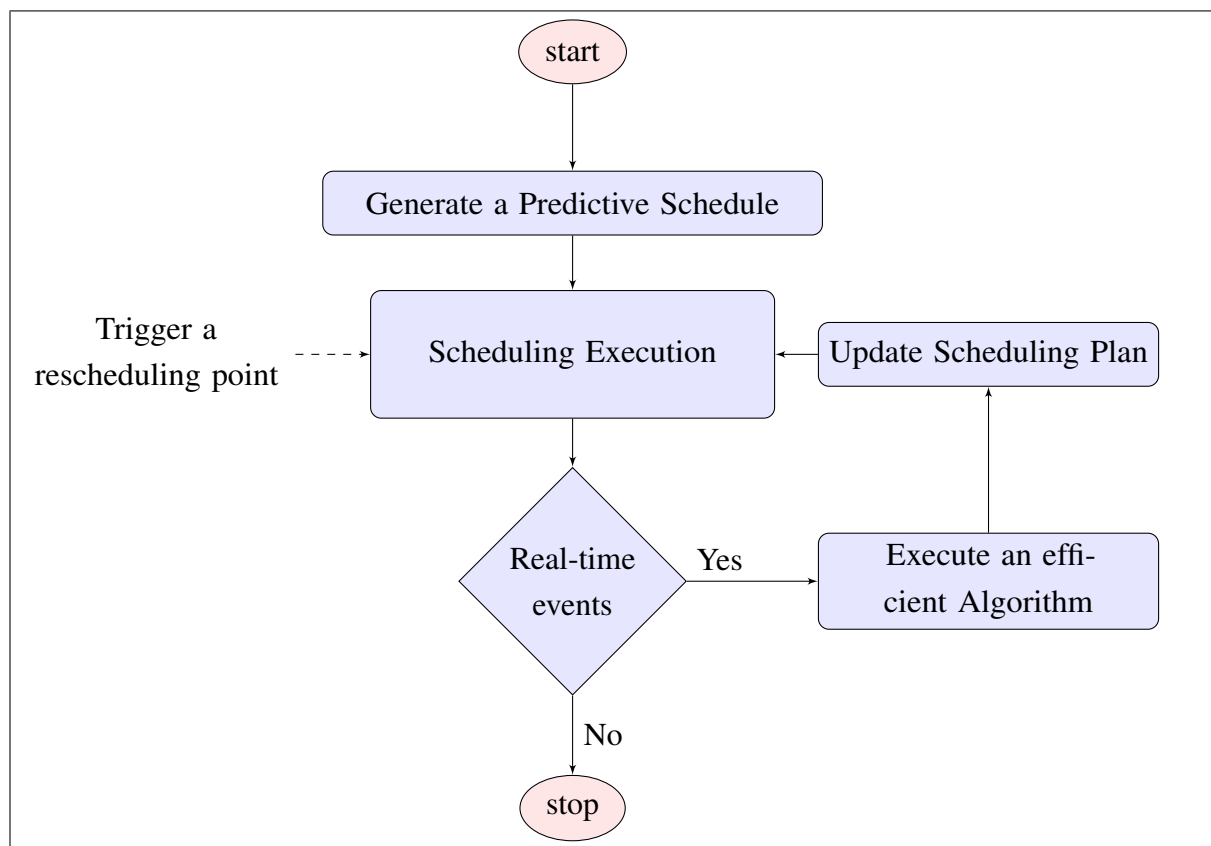 start
Generate a Predictive Schedule
Trigger a
rescheduling point
Scheduling Execution
Update Scheduling Plan
Real-time
events
Yes
Execute an effi-
cient Algorithm
No
stop